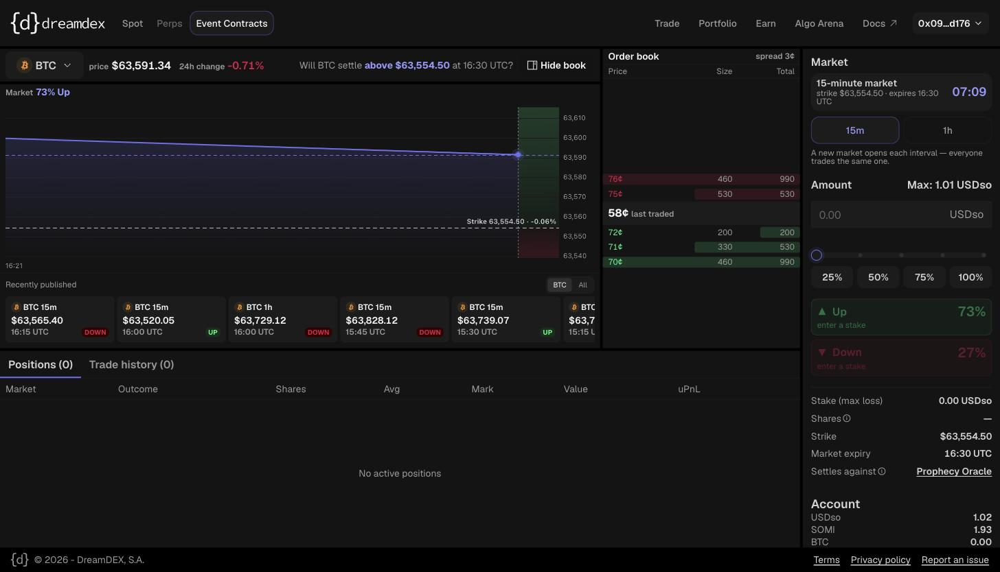 {d}dreamdex Spot Perps Event Contracts Trade Portfolio Earn Algo Arena Docs ↗ 0x09...d176
BTC price $63,591.34 24h change -0.71% Will BTC settle above $63,554.50 at 16:30 UTC? Hide book
Market 73% Up
63,610
63,600
63,590
63,580
63,570
63,560
Strike 63,554.50 · -0.06%
63,550
63,540
16:21
Recently published BTC All
BTC 15m
$63,565.40
16:15 UTC DOWN
BTC 15m
$63,520.05
16:00 UTC UP
BTC 1h
$63,729.12
16:00 UTC DOWN
BTC 15m
$63,828.12
15:45 UTC DOWN
BTC 15m
$63,739.07
15:30 UTC UP
BTC
$63,7
15:15 U
Order book spread 3¢
Price Size Total
76¢ 460 990
75¢ 530 530
58¢ last traded
72¢ 200 200
71¢ 330 530
70¢ 460 990
Positions (0) Trade history (0)
Market Outcome Shares Avg Mark Value uPnL
No active positions
Market
15-minute market
strike $63,554.50 · expires 16:30
UTC
07:09
15m 1h
A new market opens each interval — everyone
trades the same one.
Amount Max: 1.01 USDso
0.00 USDso
25% 50% 75% 100%
▲ Up 73%
enter a stake
▼ Down 27%
enter a stake
Stake (max loss) 0.00 USDso
Shares —
Strike $63,554.50
Market expiry 16:30 UTC
Settles against Prophecy Oracle
Account
USDso 1.02
SOMI 1.93
BTC 0.00
{d} © 2026 - DreamDEX, S.A. Terms Privacy policy Report an issue